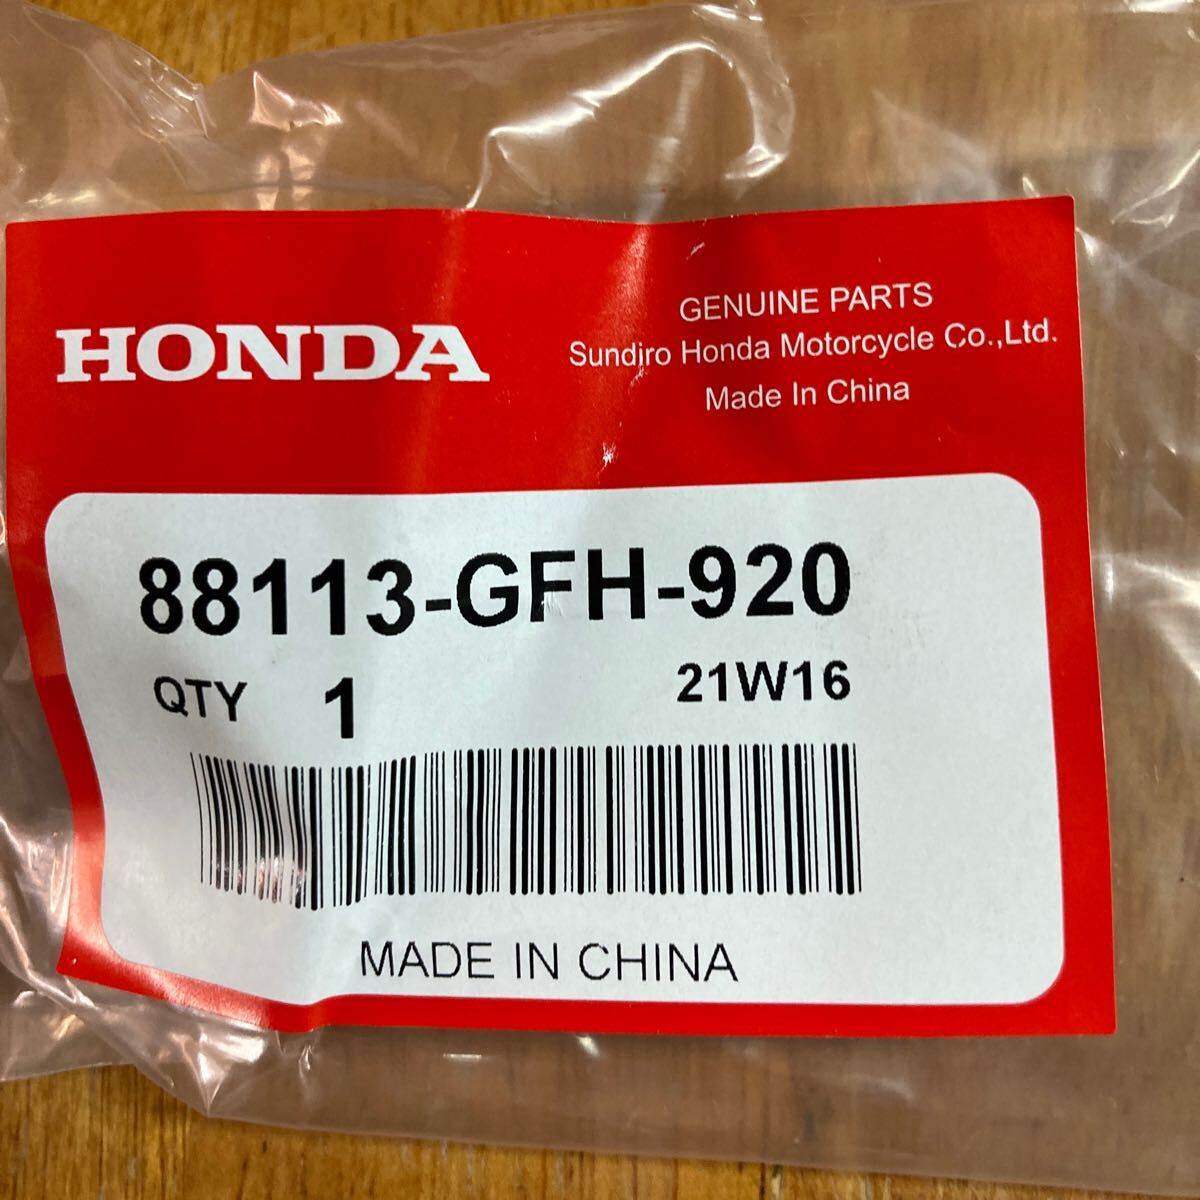 HONDA
GENUINE PARTS
Sundiro Honda Motorcycle Co.,Ltd.
Made In China
88113-GFH-920
QTY 1 21W16
MADE IN CHINA